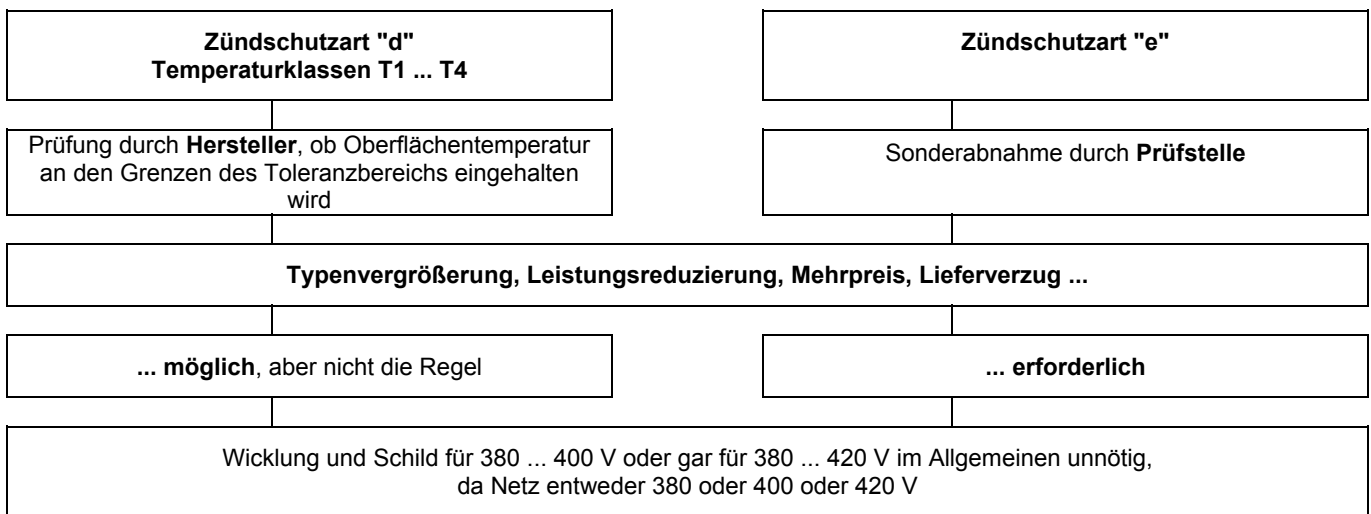 Zündschutzart "d"
Temperaturklassen T1 ... T4
Zündschutzart "e"
Prüfung durch Hersteller, ob Oberflächentemperatur
an den Grenzen des Toleranzbereichs eingehalten
wird
Sonderabnahme durch Prüfstelle
Typenvergrößerung, Leistungsreduzierung, Mehrpreis, Lieferverzug ...
... möglich, aber nicht die Regel
... erforderlich
Wicklung und Schild für 380 ... 400 V oder gar für 380 ... 420 V im Allgemeinen unnötig,
da Netz entweder 380 oder 400 oder 420 V